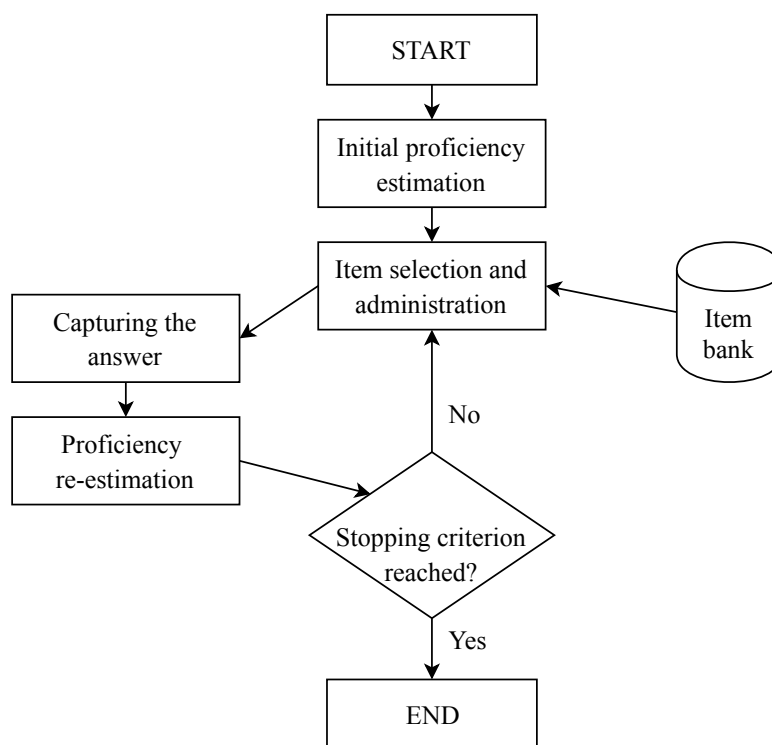 START
Initial proficiency
estimation
Item selection and
administration
Item
bank
Capturing the
answer
Proficiency
re-estimation
No
Stopping criterion
reached?
Yes
END